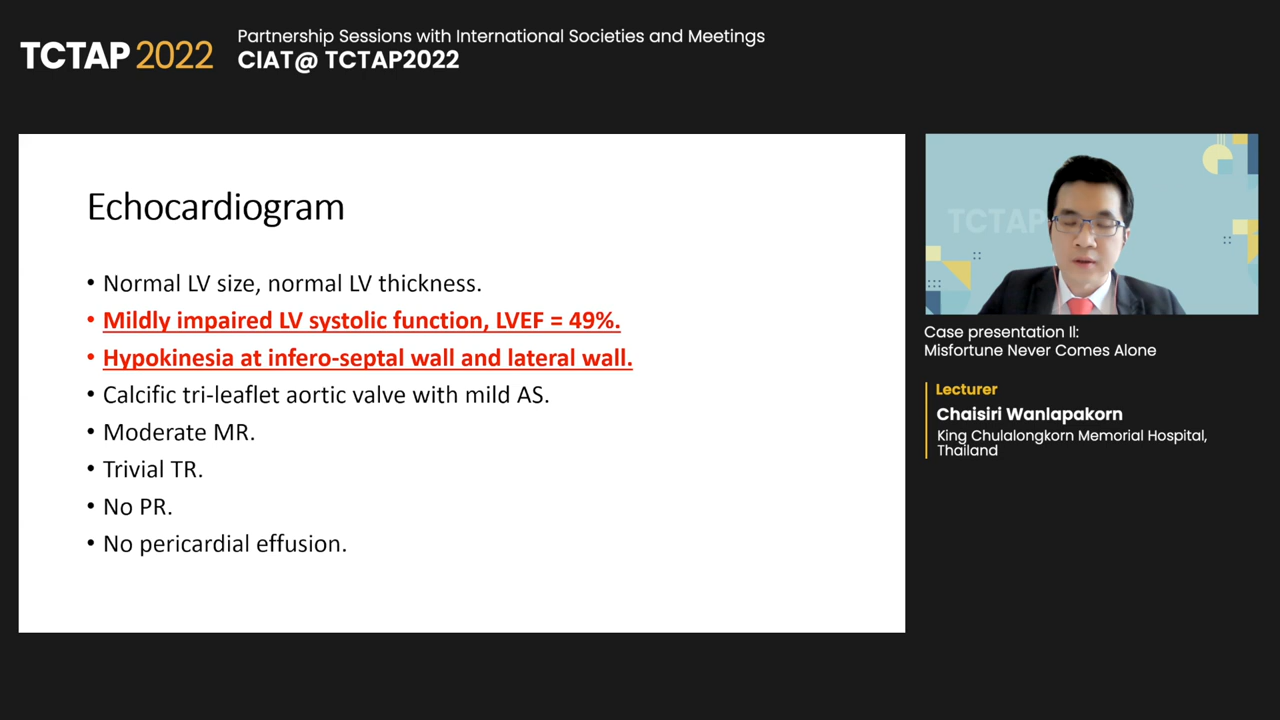 TCTAP 2022
Partnership Sessions with International Societies and Meetings
CIAT@ TCTAP2022
Echocardiogram
• Normal LV size, normal LV thickness.
• Mildly impaired LV systolic function, LVEF = 49%.
• Hypokinesia at infero-septal wall and lateral wall.
• Calcific tri-leaflet aortic valve with mild AS.
• Moderate MR.
• Trivial TR.
• No PR.
• No pericardial effusion.
TCTAP
Case presentation II:
Misfortune Never Comes Alone
Lecturer
Chaisiri Wanlapakorn
King Chulalongkorn Memorial Hospital,
Thailand